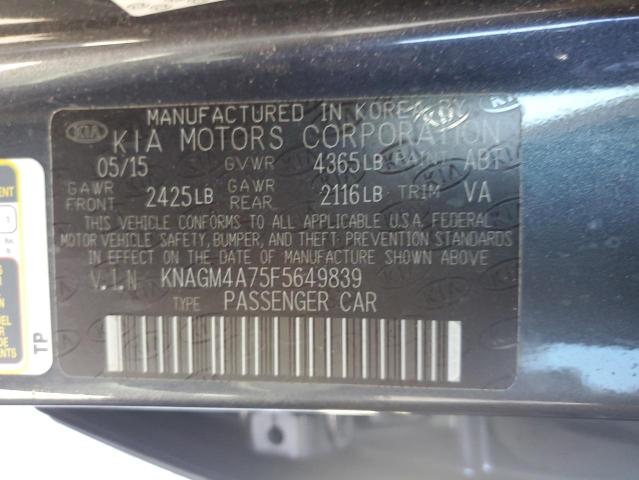 MANUFACTURED IN KOREA BY
KIA KIA MOTORS CORPORATION
05/15 GVWR 4365LB PAINT ABT
GAWR FRONT 2425LB GAWR REAR 2116LB TRIM VA
THIS VEHICLE CONFORMS TO ALL APPLICABLE U.S.A. FEDERAL
MOTOR VEHICLE SAFETY, BUMPER, AND THEFT PREVENTION STANDARDS
IN EFFECT ON THE DATE OF MANUFACTURE SHOWN ABOVE
V.I.N KNAGM4A75F5649839
TYPE PASSENGER CAR
TP